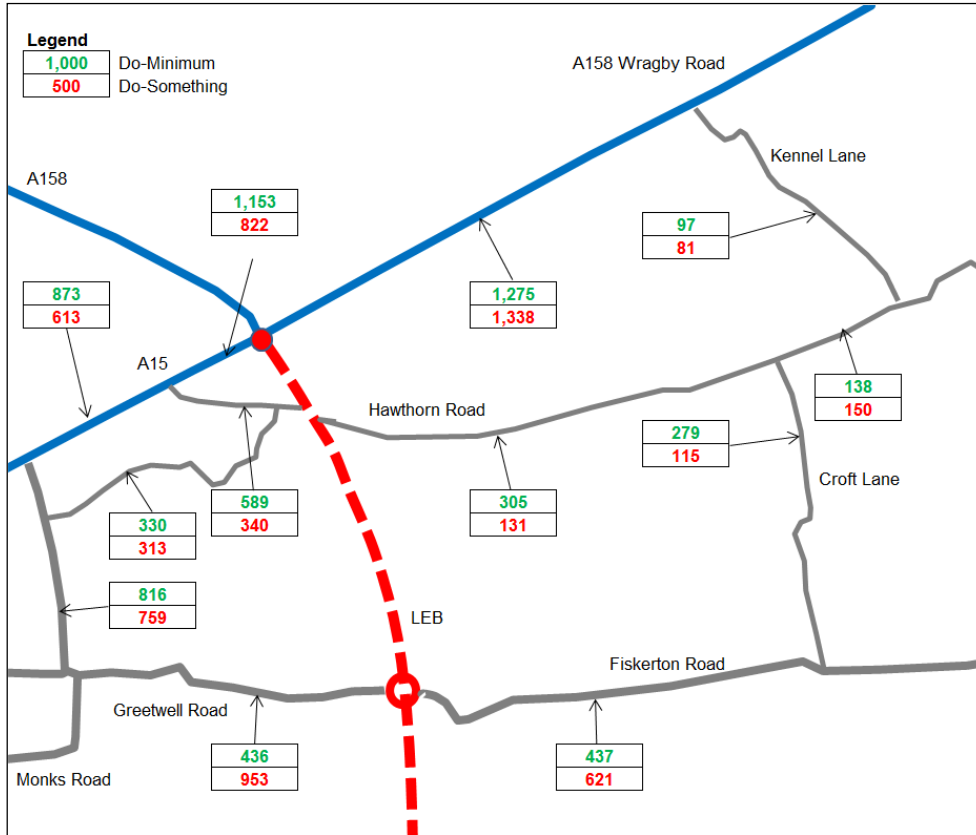 Legend
1,000 Do-Minimum
500 Do-Something
A158 Wragby Road
Kennel Lane
A158
1,153
822
97
81
873
613
1,275
1,338
A15
138
150
Hawthorn Road
279
115
Croft Lane
589
340
305
131
330
313
816
759
LEB
Fiskerton Road
Greetwell Road
436
953
437
621
Monks Road